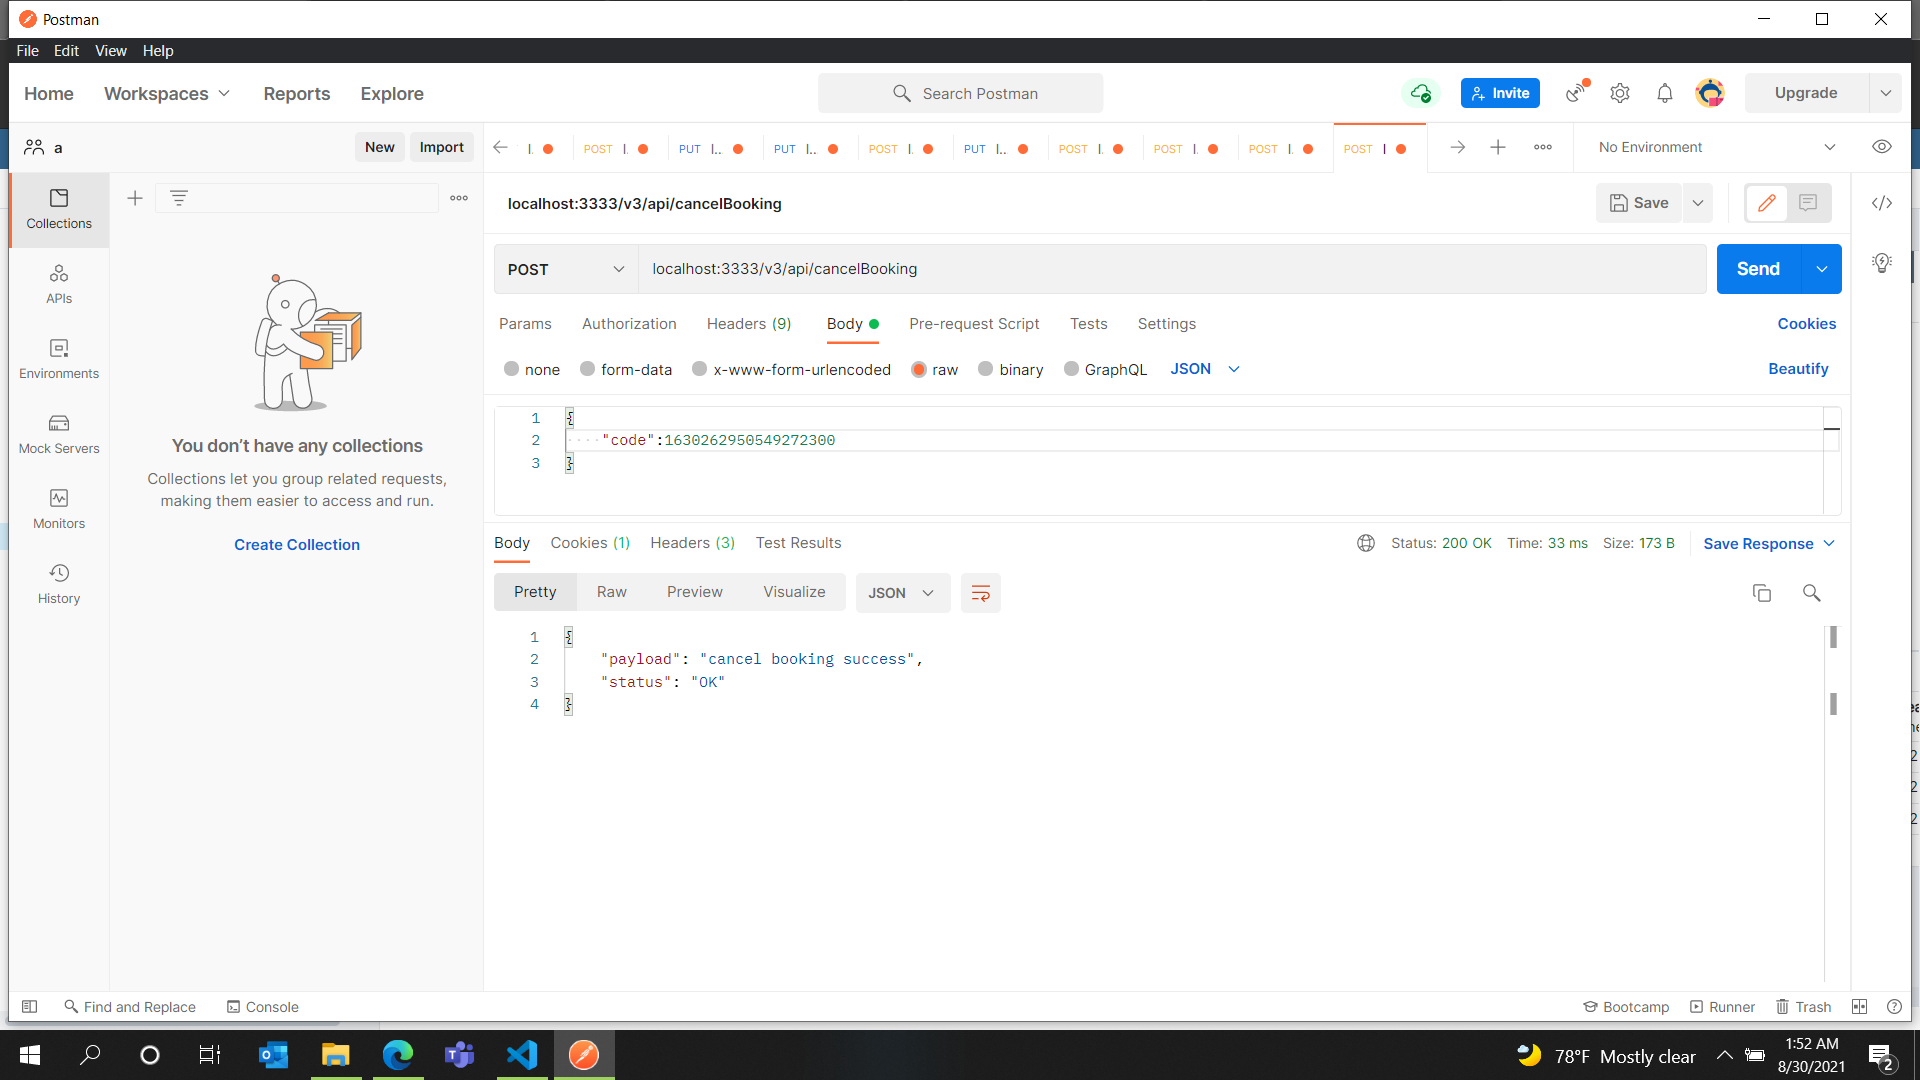 Postman
File Edit View Help
Home Workspaces Reports Explore
Search Postman
Invite
Upgrade
a
New Import
POST PUT PUT POST PUT POST POST POST POST
No Environment
localhost:3333/v3/api/cancelBooking
Save
POST
localhost:3333/v3/api/cancelBooking
Send
Params Authorization Headers (9) Body Pre-request Script Tests Settings
Cookies
none form-data x-www-form-urlencoded raw binary GraphQL JSON
Beautify
1 {
2 "code":1630262950549272300
3 }
Collections
APIs
Environments
Mock Servers
Monitors
History
You don’t have any collections
Collections let you group related requests,
making them easier to access and run.
Create Collection
Body Cookies (1) Headers (3) Test Results
Status: 200 OK Time: 33 ms Size: 173 B
Save Response
Pretty Raw Preview Visualize JSON
1 {
2 "payload": "cancel booking success",
3 "status": "OK"
4 }
Find and Replace Console
Bootcamp Runner Trash
78°F Mostly clear
1:52 AM
8/30/2021
2